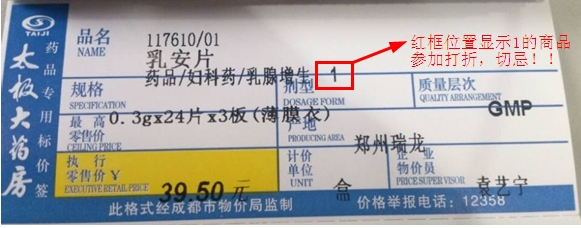 TAIJI
太极大药房
药品专用标价签
品名 117610/01
NAME 乳安片
药品/妇科药/乳腺增生 1
规格 剂型 质量层次
SPECIFICATION DOSAGE FORM QUALITY ARRANGEMENT
GMP
最高 0.3gx24片x3板(薄膜衣) 产地
零售价 PRODUCING AREA 郑州瑞龙
CEILING PRICE
执行 计价 企业
零售价¥ 单位 物价员
EXECUTIVE RETAIL PRICE 39.50 元 UNIT 盒 PRICE SUPERVISOR 袁艺宁
此格式经成都市物价局监制 价格举报电话：12358
红框位置显示1的商品
参加打折，切忌！！